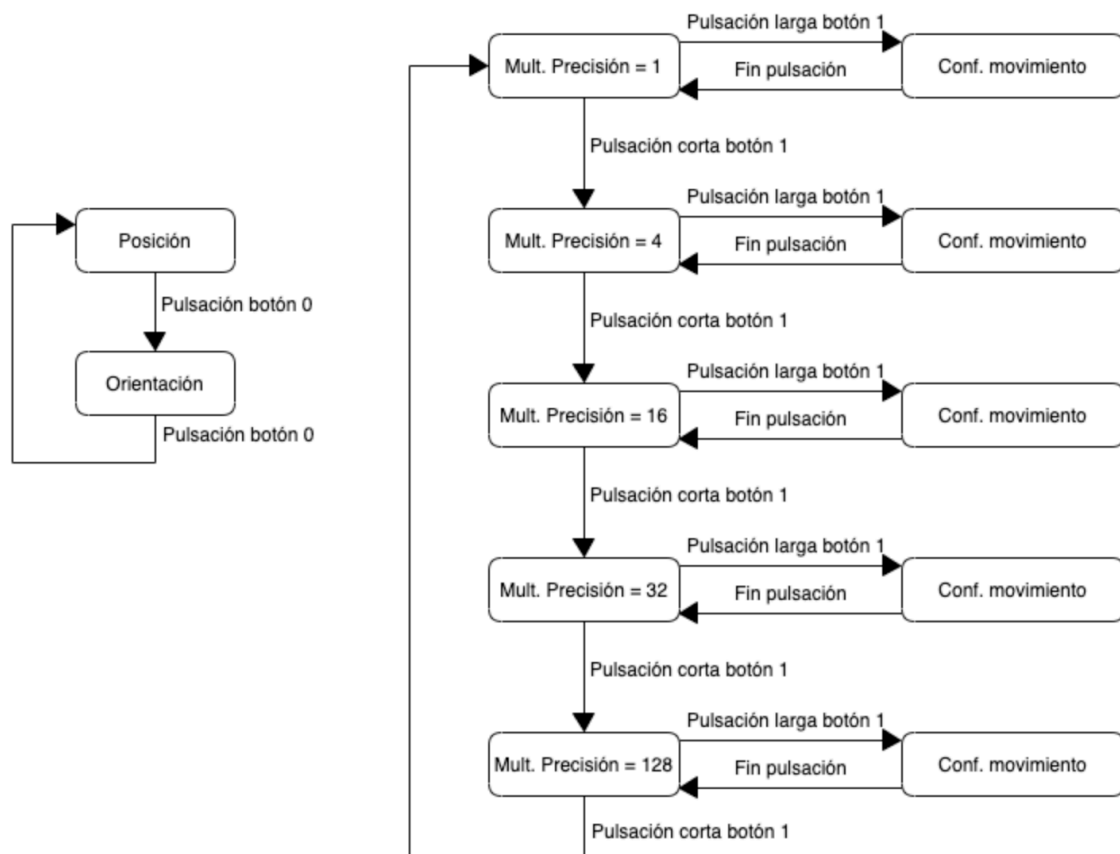 Posición
Pulsación botón 0
Orientación
Pulsación botón 0
Mult. Precisión = 1
Pulsación larga botón 1
Fin pulsación
Conf. movimiento
Pulsación corta botón 1
Mult. Precisión = 4
Pulsación larga botón 1
Fin pulsación
Conf. movimiento
Pulsación corta botón 1
Mult. Precisión = 16
Pulsación larga botón 1
Fin pulsación
Conf. movimiento
Pulsación corta botón 1
Mult. Precisión = 32
Pulsación larga botón 1
Fin pulsación
Conf. movimiento
Pulsación corta botón 1
Mult. Precisión = 128
Pulsación larga botón 1
Fin pulsación
Conf. movimiento
Pulsación corta botón 1